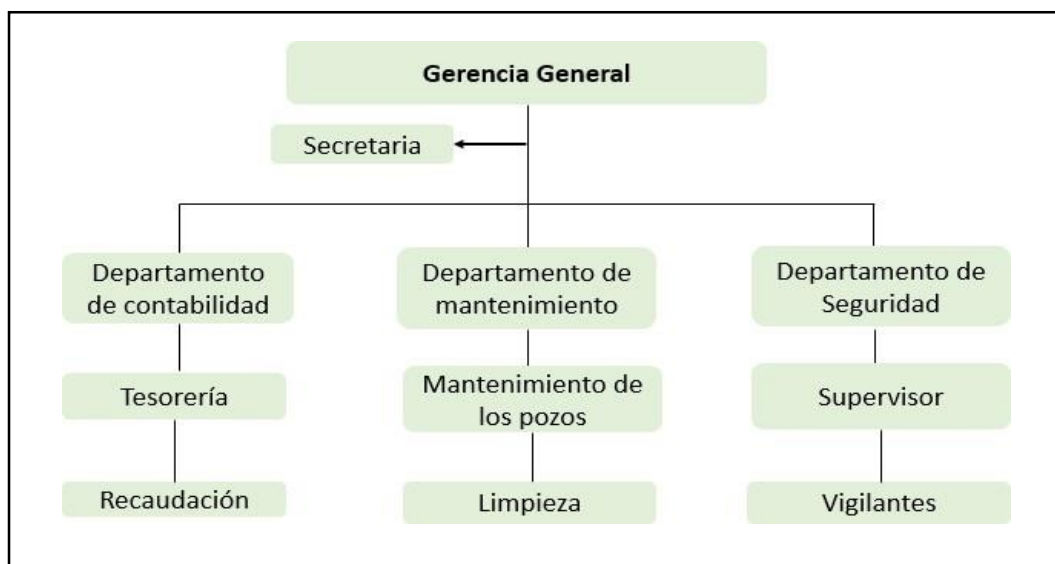 Gerencia General
Secretaria
Departamento
de contabilidad
Departamento de
mantenimiento
Departamento de
Seguridad
Tesorería
Mantenimiento de
los pozos
Supervisor
Recaudación
Limpieza
Vigilantes